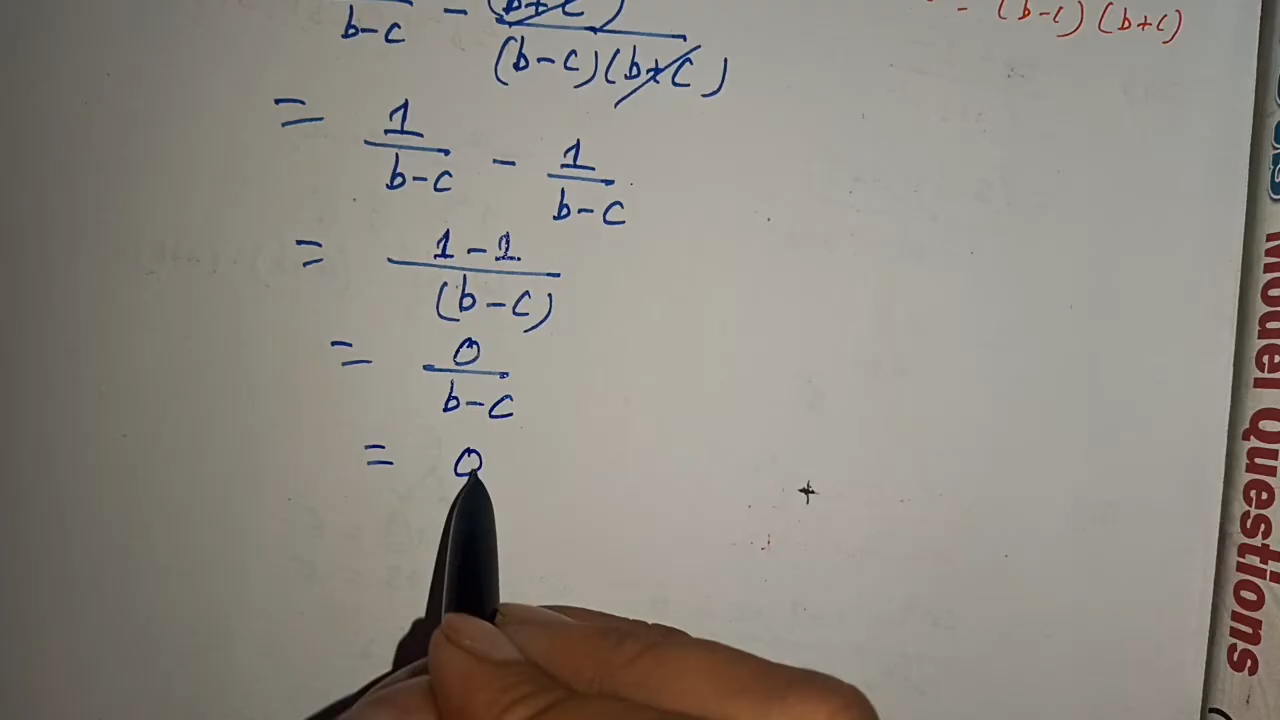 b-c - (b+c) / (b-c)(b+c)
- (b-c)(b+c)
= 1/b-c - 1/b-c
= 1-1/(b-c)
= 0/b-c
= 0
+
Model Questions